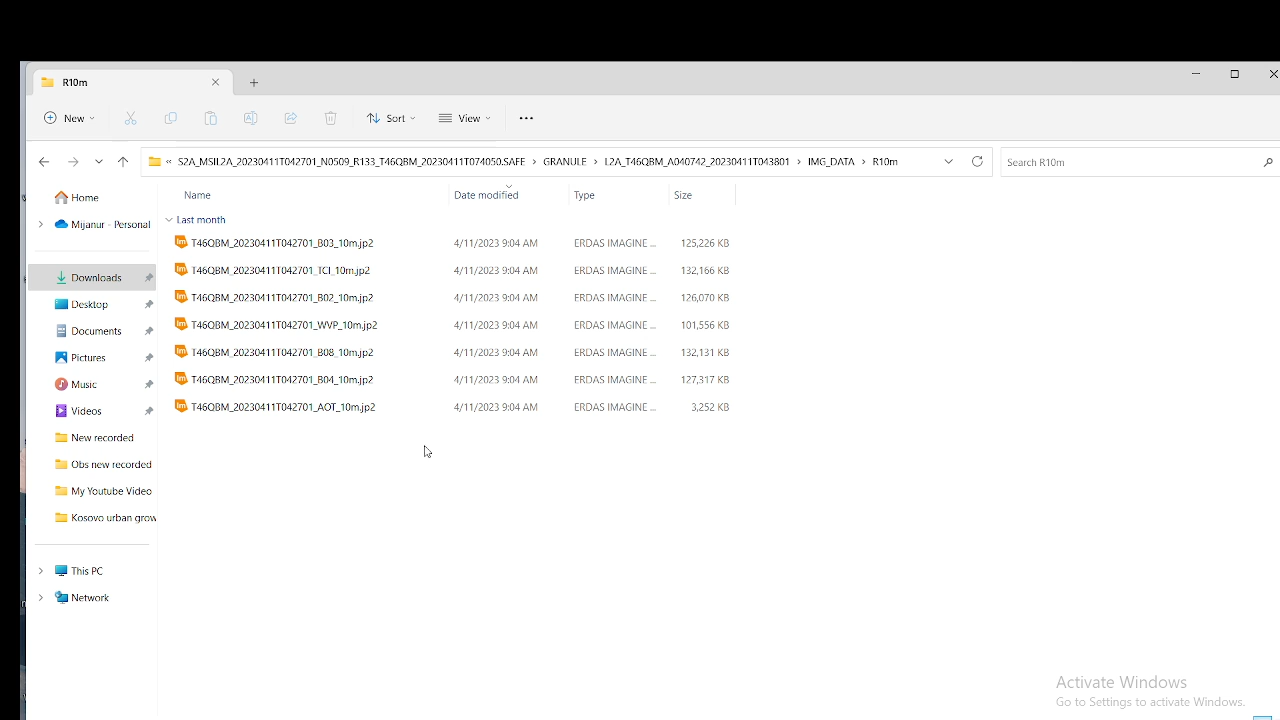 R10m
New
Sort
View
« S2A_MSIL2A_20230411T042701_N0509_R133_T46QBM_20230411T074050.SAFE > GRANULE > L2A_T46QBM_A040742_20230411T043801 > IMG_DATA > R10m
Search R10m
Home
Mijanur - Personal
Downloads
Desktop
Documents
Pictures
Music
Videos
New recorded
Obs new recorded
My Youtube Video
Kosovo urban grow
This PC
Network
Name Date modified Type Size
Last month
T46QBM_20230411T042701_B03_10m.jp2 4/11/2023 9:04 AM ERDAS IMAGINE ... 125,226 KB
T46QBM_20230411T042701_TCI_10m.jp2 4/11/2023 9:04 AM ERDAS IMAGINE ... 132,166 KB
T46QBM_20230411T042701_B02_10m.jp2 4/11/2023 9:04 AM ERDAS IMAGINE ... 126,070 KB
T46QBM_20230411T042701_WVP_10m.jp2 4/11/2023 9:04 AM ERDAS IMAGINE ... 101,556 KB
T46QBM_20230411T042701_B08_10m.jp2 4/11/2023 9:04 AM ERDAS IMAGINE ... 132,131 KB
T46QBM_20230411T042701_B04_10m.jp2 4/11/2023 9:04 AM ERDAS IMAGINE ... 127,317 KB
T46QBM_20230411T042701_AOT_10m.jp2 4/11/2023 9:04 AM ERDAS IMAGINE ... 3,252 KB
Activate Windows
Go to Settings to activate Windows.